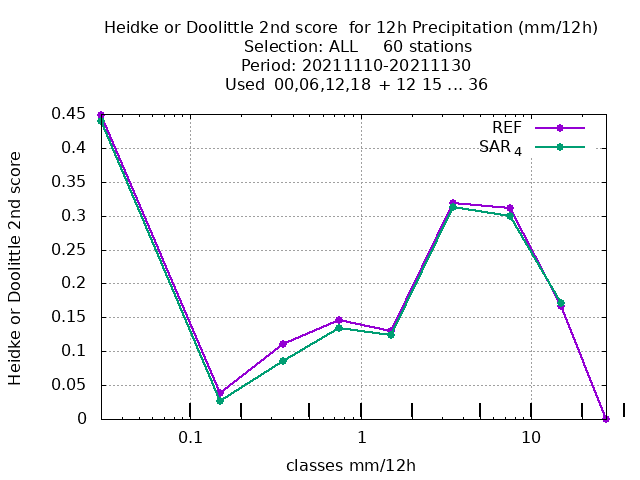 Heidke or Doolittle 2nd score  for 12h Precipitation (mm/12h)
Selection: ALL     60 stations
Period: 20211110-20211130
Used  00,06,12,18  + 12 15 ... 36
REF
SAR 4
0.45
0.4
0.35
0.3
0.25
0.2
0.15
0.1
0.05
0
Heidke or Doolittle 2nd score
0.1 1 10
classes mm/12h